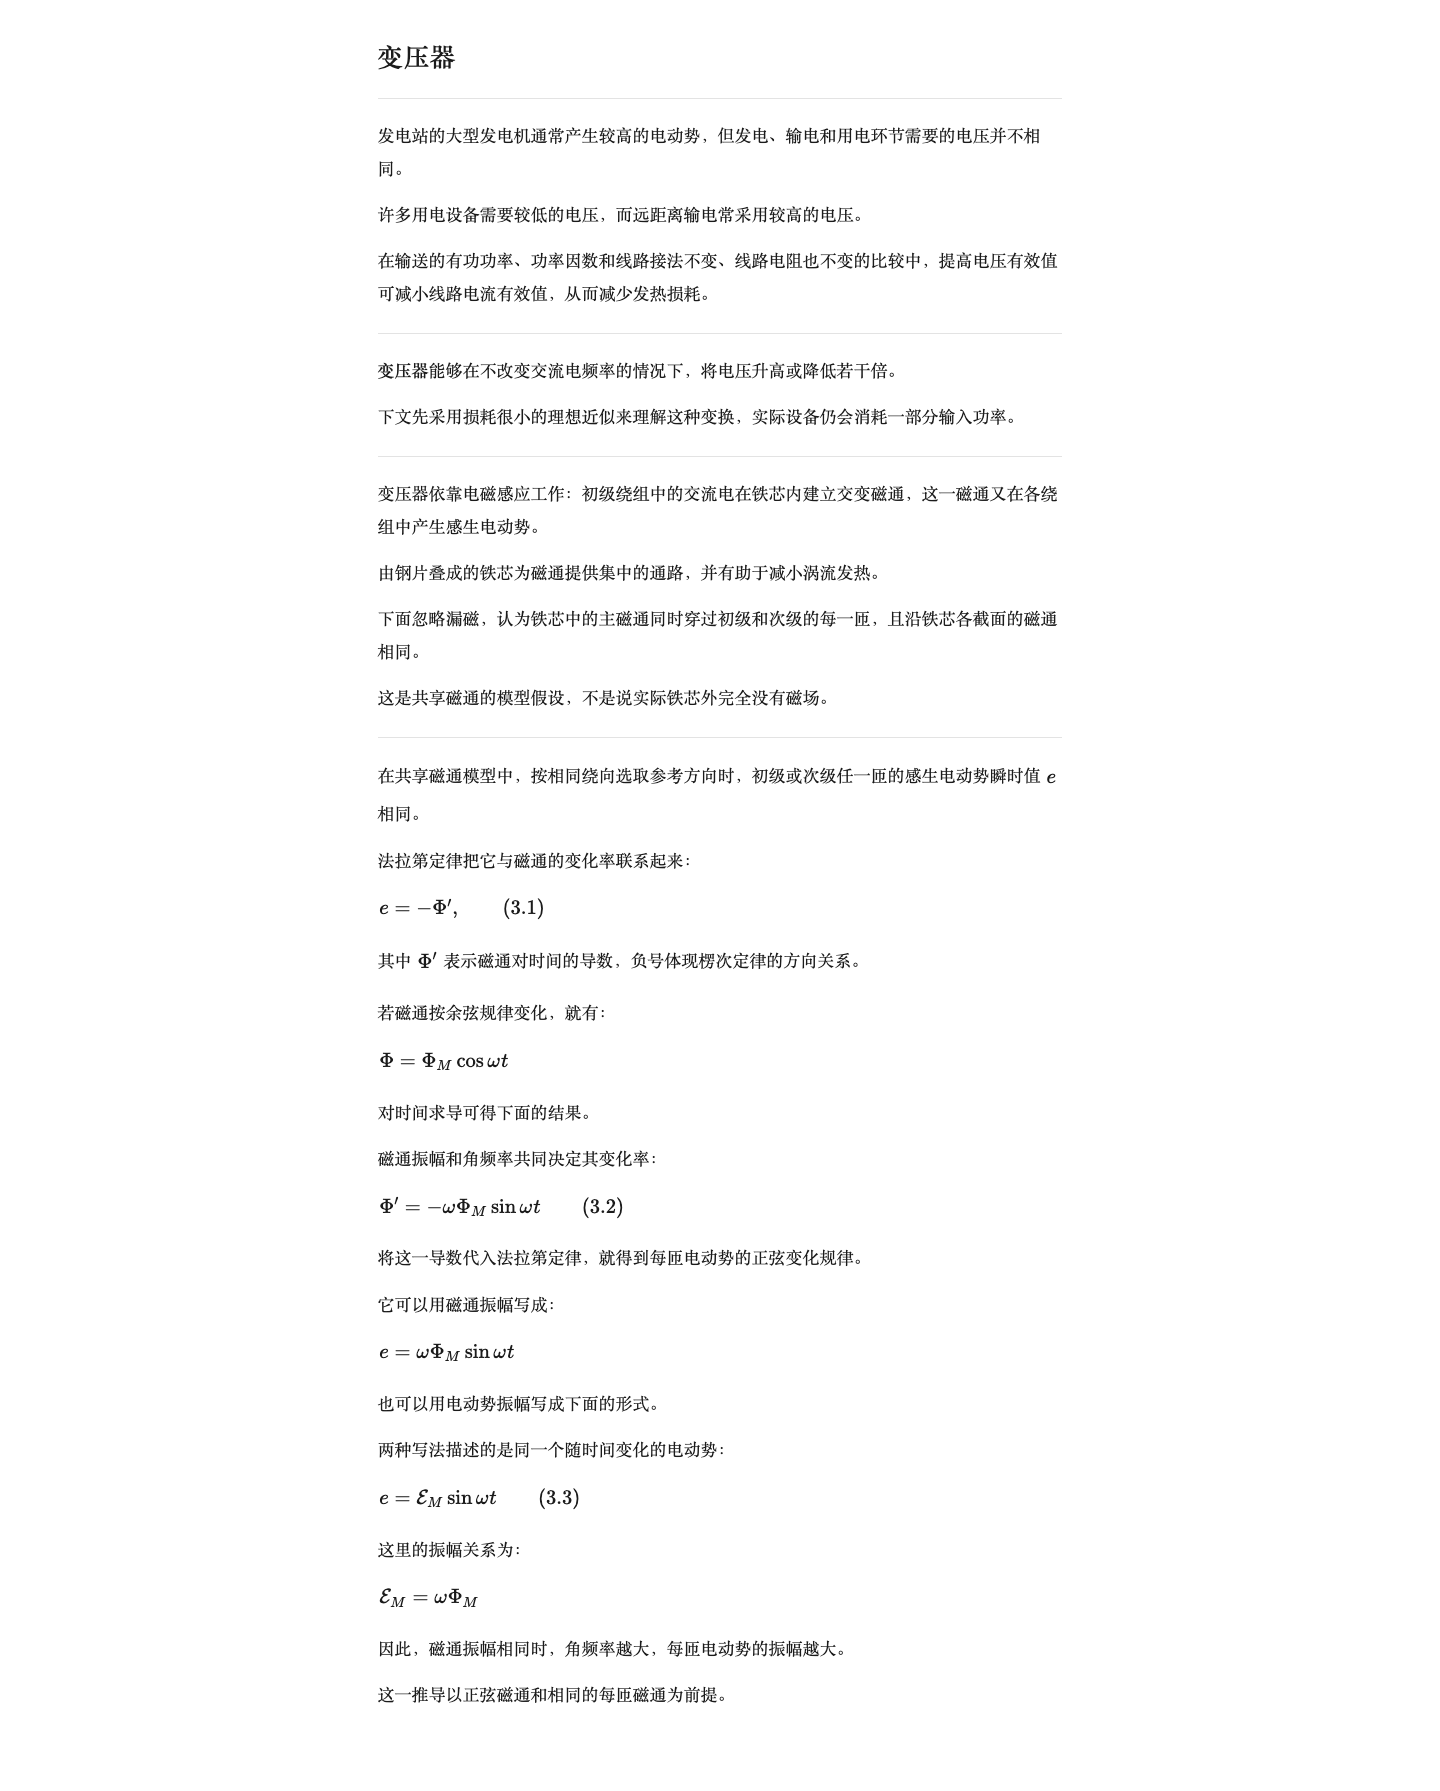 变压器
发电站的大型发电机通常产生较高的电动势，但发电、输电和用电环节需要的电压并不相
同。
许多用电设备需要较低的电压，而远距离输电常采用较高的电压。
在输送的有功功率、功率因数和线路接法不变、线路电阻也不变的比较中，提高电压有效值
可减小线路电流有效值，从而减少发热损耗。
变压器能够在不改变交流电频率的情况下，将电压升高或降低若干倍。
下文先采用损耗很小的理想近似来理解这种变换，实际设备仍会消耗一部分输入功率。
变压器依靠电磁感应工作：初级绕组中的交流电在铁芯内建立交变磁通，这一磁通又在各绕
组中产生感生电动势。
由钢片叠成的铁芯为磁通提供集中的通路，并有助于减小涡流发热。
下面忽略漏磁，认为铁芯中的主磁通同时穿过初级和次级的每一匝，且沿铁芯各截面的磁通
相同。
这是共享磁通的模型假设，不是说实际铁芯外完全没有磁场。
在共享磁通模型中，按相同绕向选取参考方向时，初级或次级任一匝的感生电动势瞬时值 e
相同。
法拉第定律把它与磁通的变化率联系起来：
e = −Φ′, (3.1)
其中 Φ′ 表示磁通对时间的导数，负号体现楞次定律的方向关系。
若磁通按余弦规律变化，就有：
Φ = Φ_M cos ωt
对时间求导可得下面的结果。
磁通振幅和角频率共同决定其变化率：
Φ′ = −ωΦ_M sin ωt (3.2)
将这一导数代入法拉第定律，就得到每匝电动势的正弦变化规律。
它可以用磁通振幅写成：
e = ωΦ_M sin ωt
也可以用电动势振幅写成下面的形式。
两种写法描述的是同一个随时间变化的电动势：
e = ℰ_M sin ωt (3.3)
这里的振幅关系为：
ℰ_M = ωΦ_M
因此，磁通振幅相同时，角频率越大，每匝电动势的振幅越大。
这一推导以正弦磁通和相同的每匝磁通为前提。